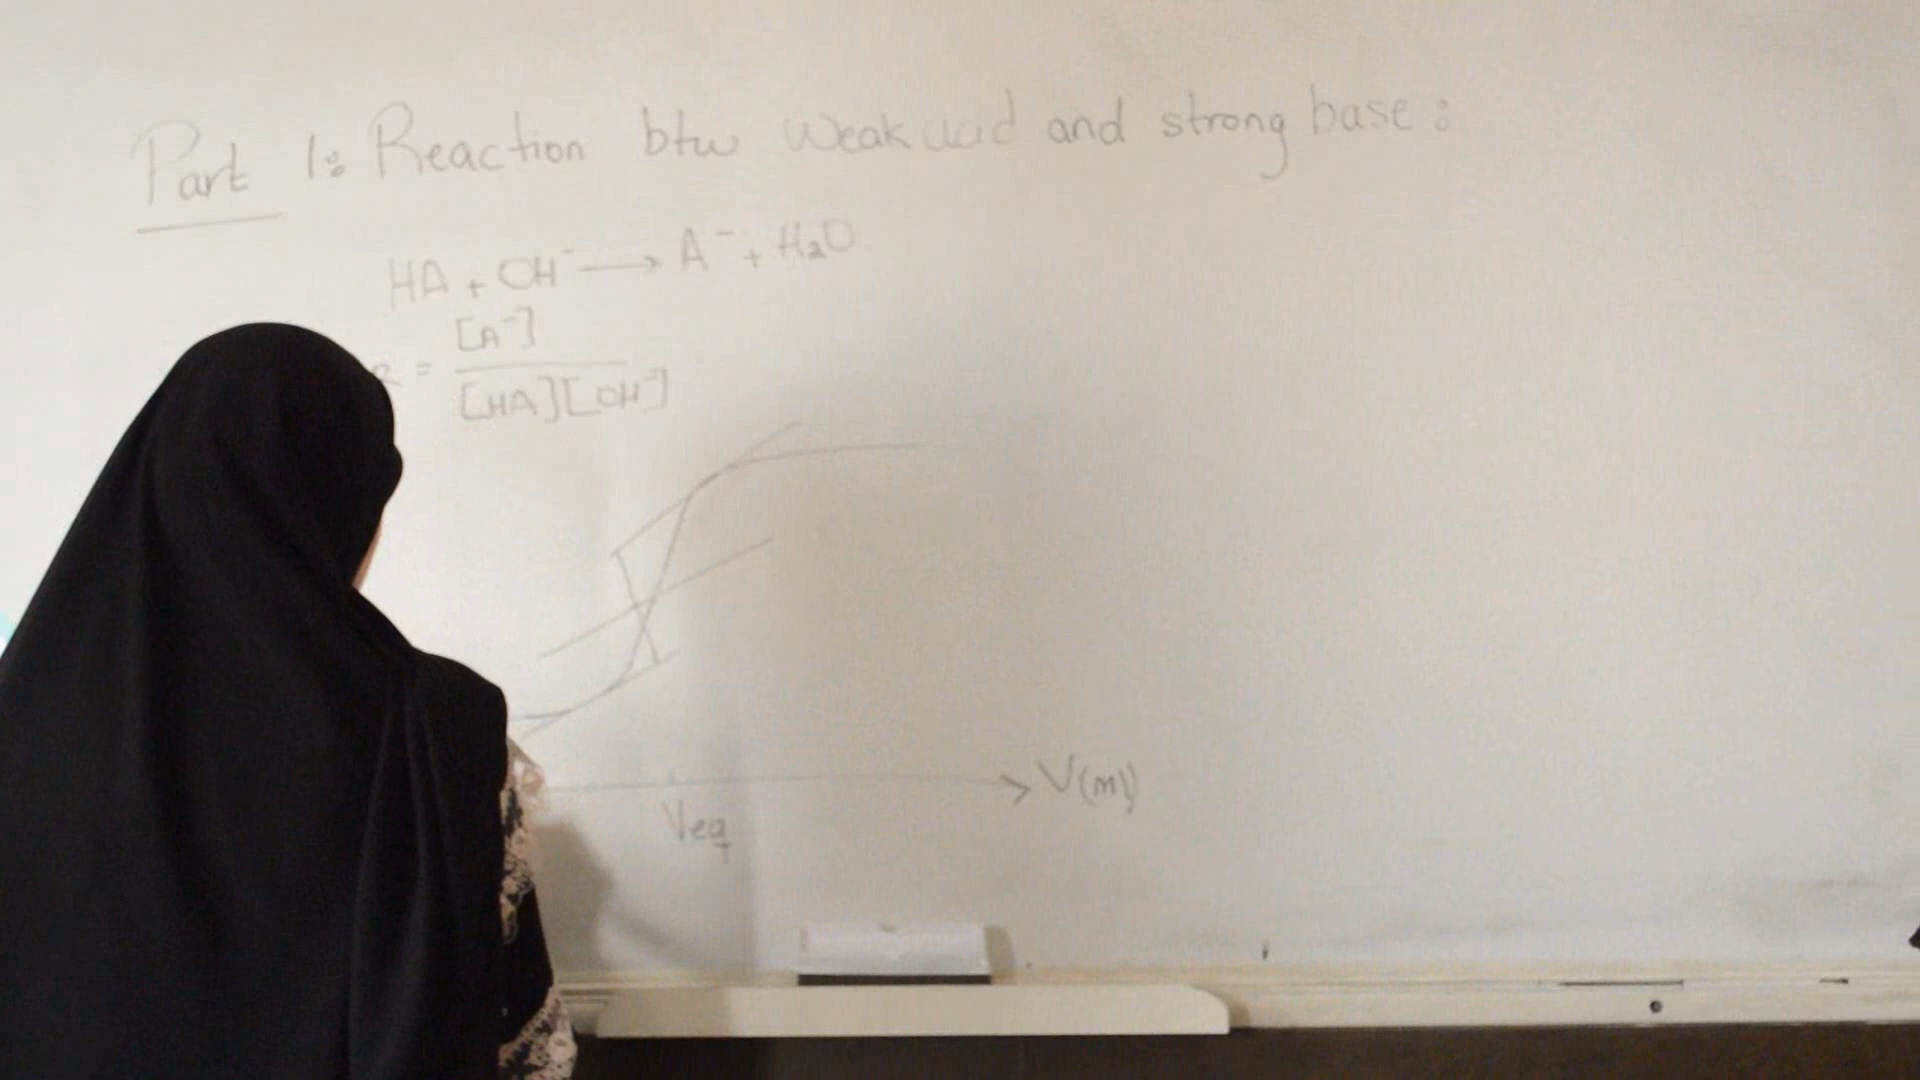 Part 1: Reaction btw weak acid and strong base:
HA + OH⁻ → A⁻ + H₂O
R = [A⁻] / [HA][OH⁻]
V(ml)
Veq